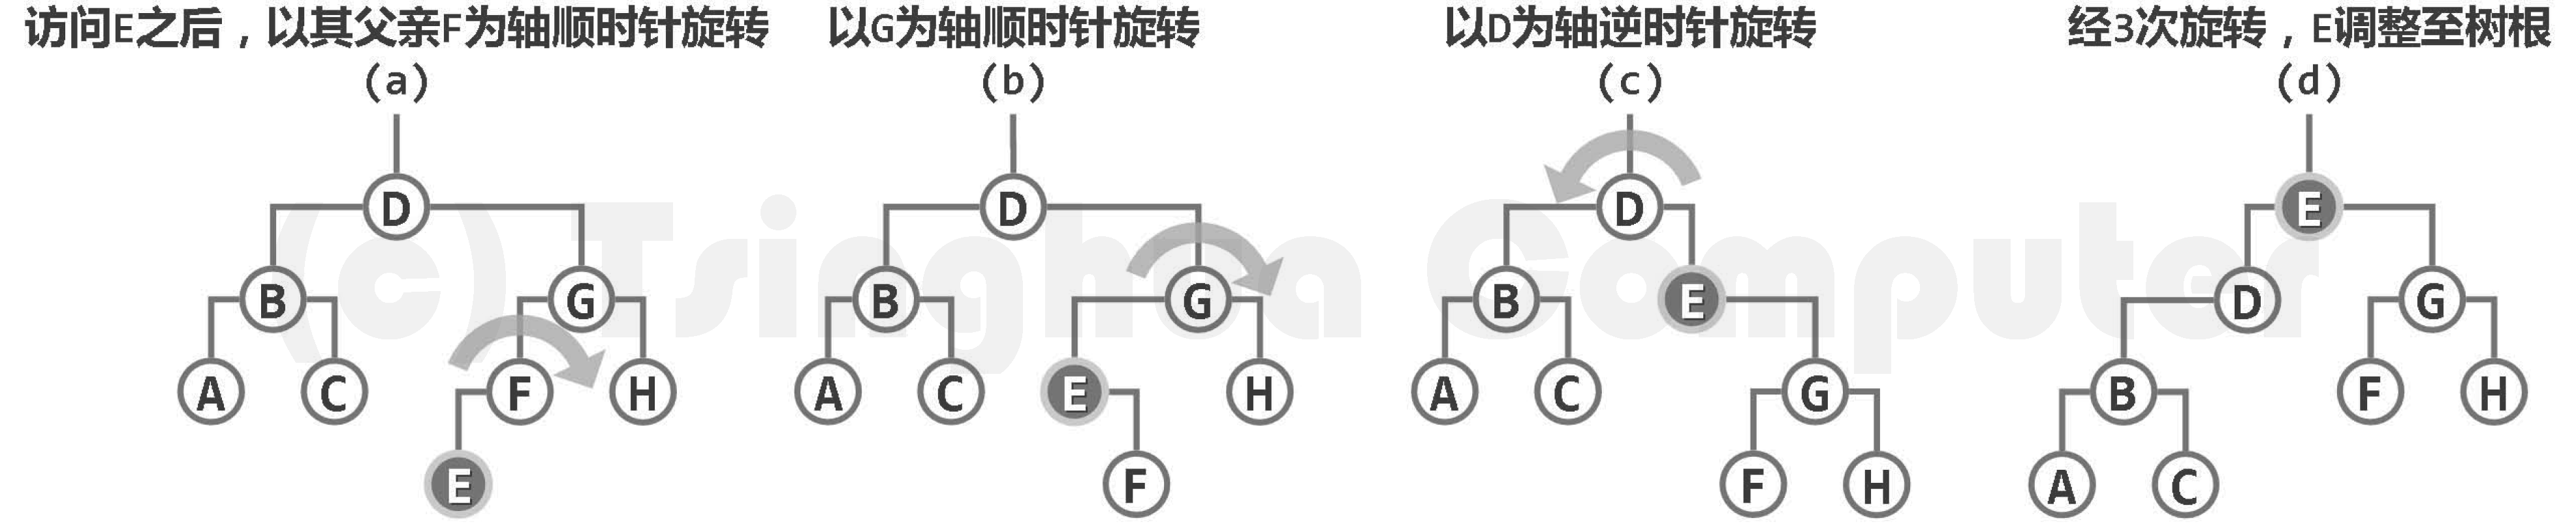 访问E之后，以其父亲F为轴顺时针旋转 以G为轴顺时针旋转 以D为轴逆时针旋转 经3次旋转，E调整至树根
(a) (b) (c) (d)
D D D E
B G B G B E D G
A C F H A C E H A C G B F H
E F F H A C
(c) Tsinghua Computer